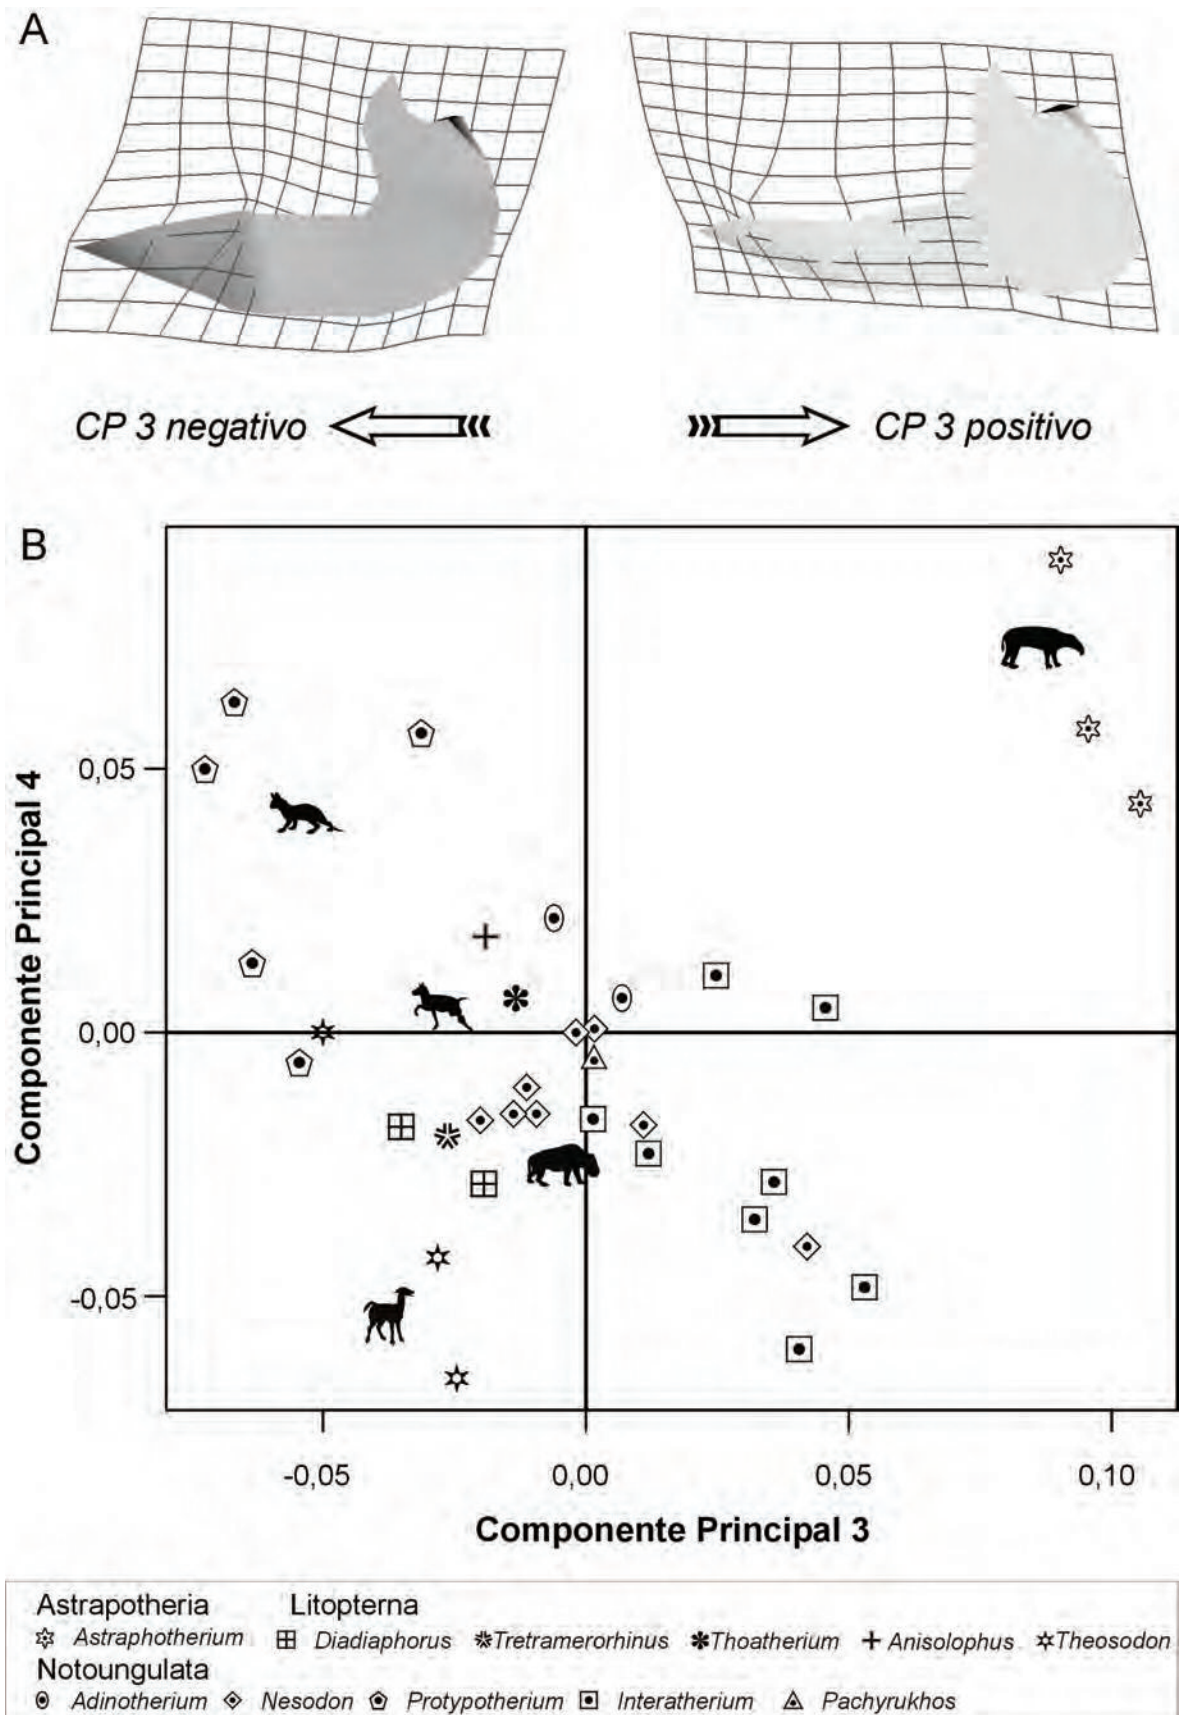 A
CP 3 negativo
CP 3 positivo
B
Componente Principal 4
0,05
0,00
-0,05
-0,05
0,00
0,05
0,10
Componente Principal 3
Astrapotheria Litopterna
Astraphotherium Diadiaphorus Tretramerorhinus Thoatherium Anisolophus Theosodon
Notoungulata
Adinotherium Nesodon Protypotherium Interatherium Pachyrukhos